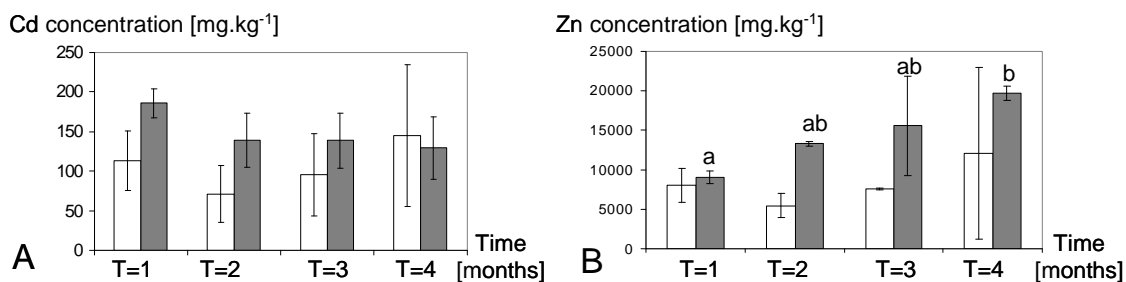 Cd concentration [mg.kg⁻¹]
250
200
150
100
50
0
T=1 T=2 T=3 T=4
Time
[months]
A
Zn concentration [mg.kg⁻¹]
25000
20000
15000
10000
5000
0
a
ab
ab
b
T=1 T=2 T=3 T=4
Time
[months]
B